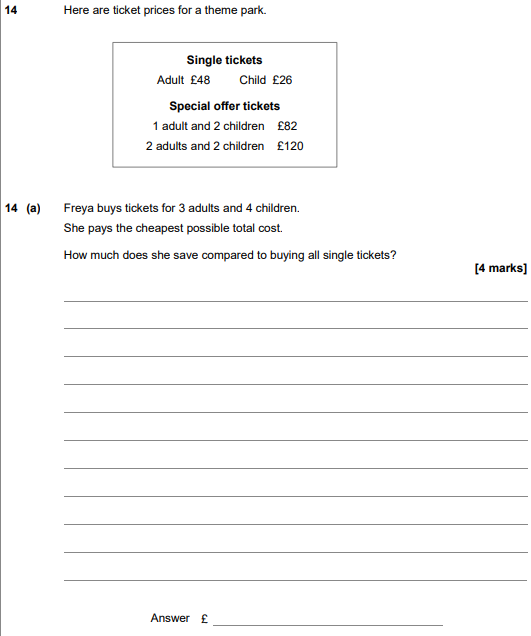 14 Here are ticket prices for a theme park.
Single tickets
Adult £48 Child £26
Special offer tickets
1 adult and 2 children £82
2 adults and 2 children £120
14 (a) Freya buys tickets for 3 adults and 4 children.
She pays the cheapest possible total cost.
How much does she save compared to buying all single tickets?
[4 marks]
Answer £